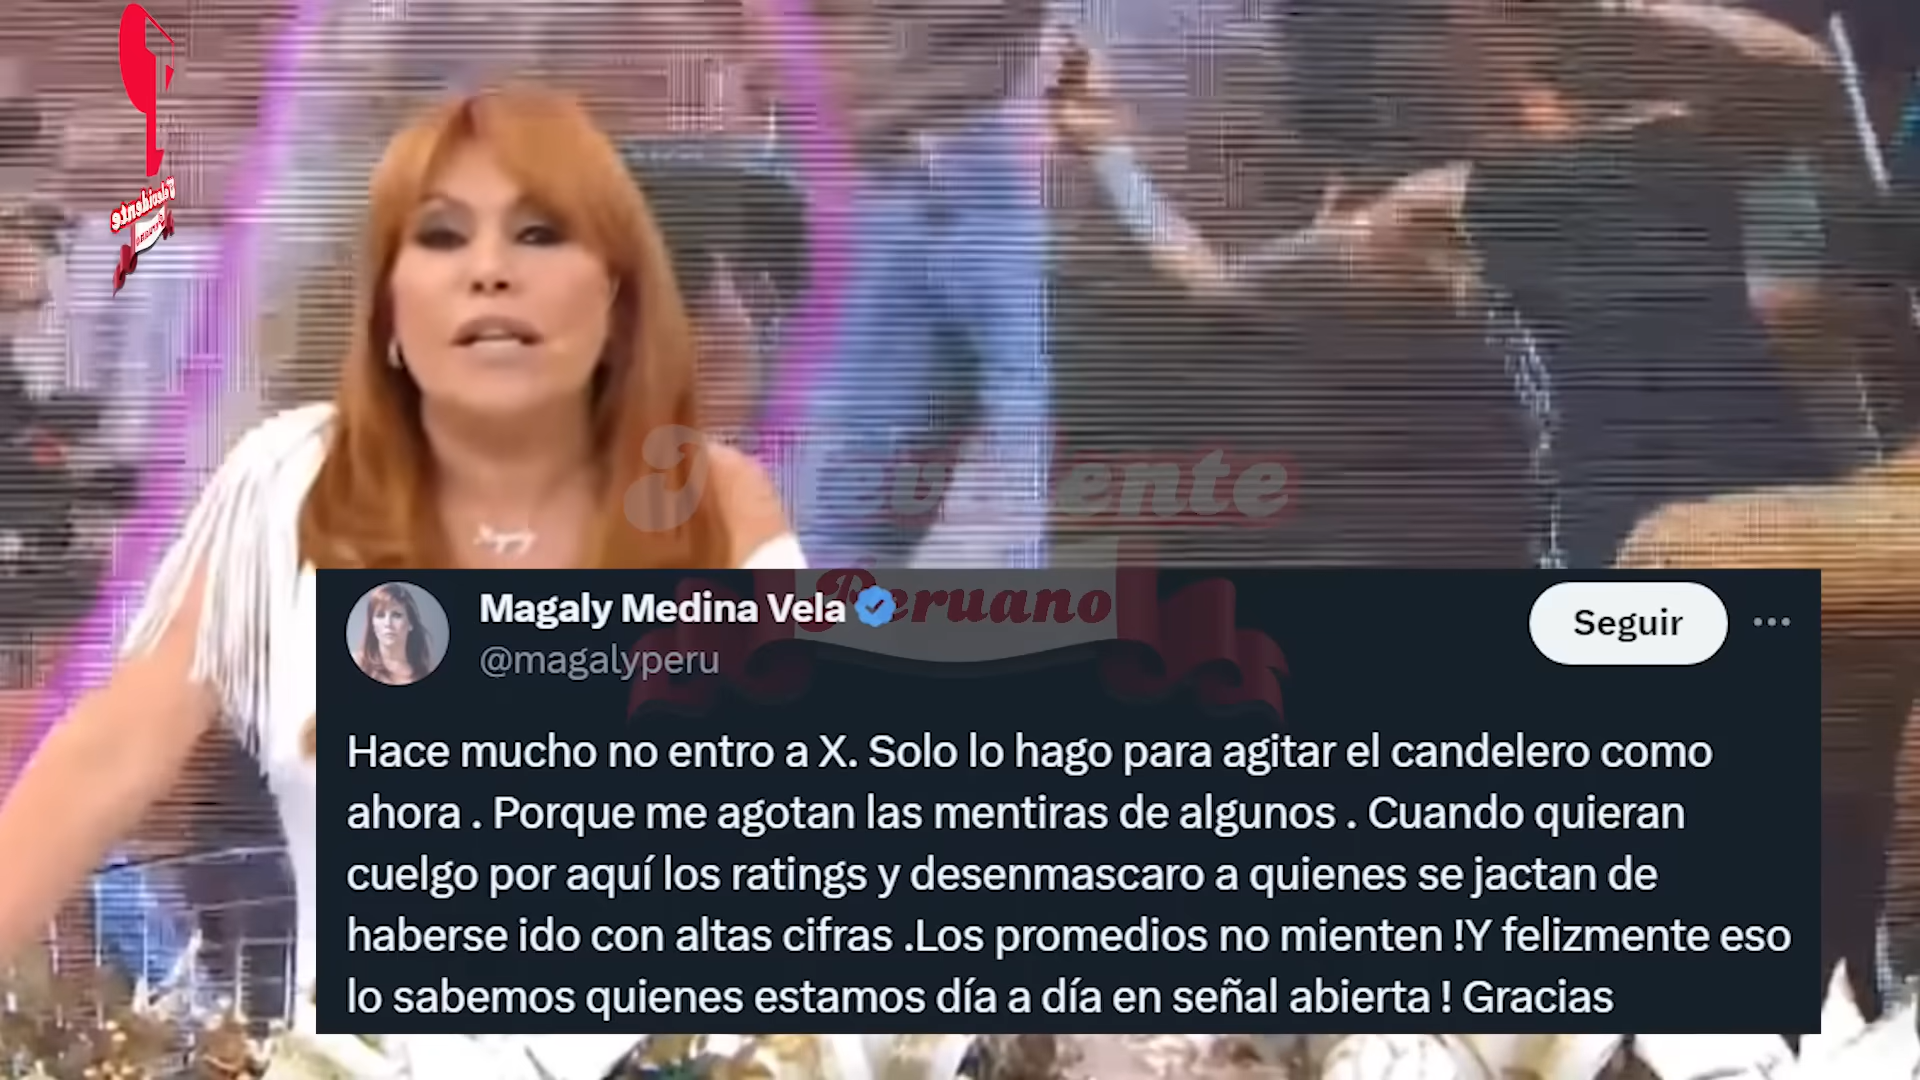 Televidente
Peruano
Televidente
Peruano
Magaly Medina Vela
@magalyperu
Seguir
Hace mucho no entro a X. Solo lo hago para agitar el candelero como
ahora . Porque me agotan las mentiras de algunos . Cuando quieran
cuelgo por aquí los ratings y desenmascaro a quienes se jactan de
haberse ido con altas cifras .Los promedios no mienten !Y felizmente eso
lo sabemos quienes estamos día a día en señal abierta ! Gracias